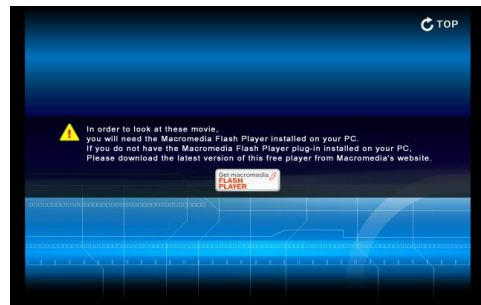 TOP
In order to look at these movie,
you will need the Macromedia Flash Player installed on your PC.
If you do not have the Macromedia Flash Player plug-in installed on your PC,
Please download the latest version of this free player from Macromedia's website.
Get macromedia
FLASH
PLAYER